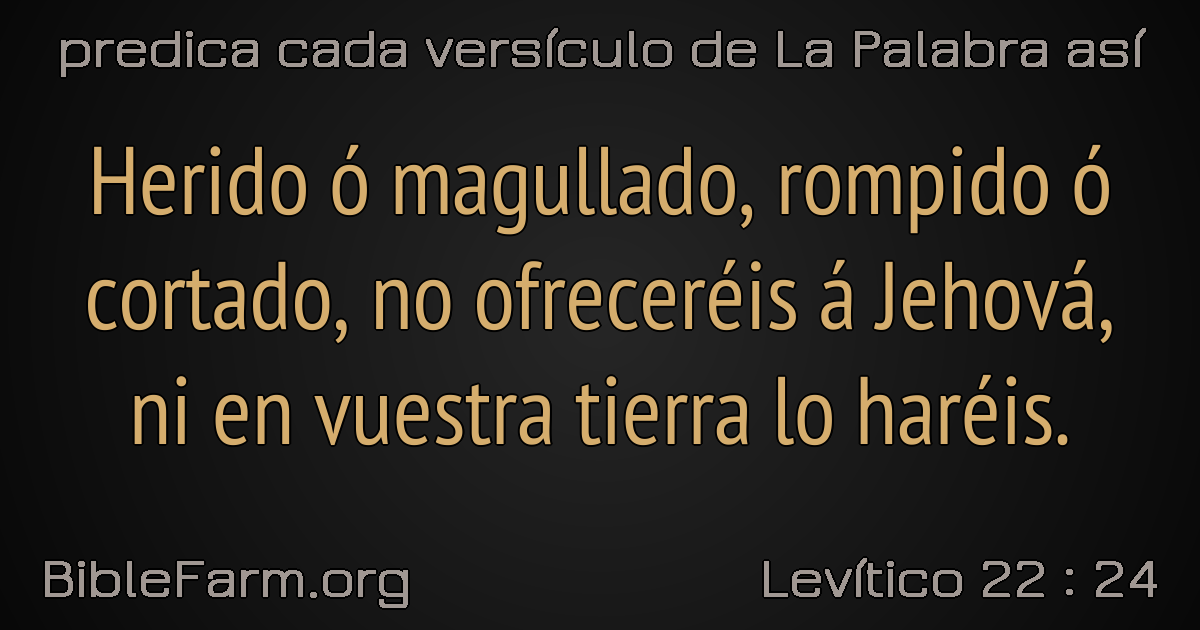 predica cada versículo de La Palabra así
Herido ó magullado, rompido ó
cortado, no ofreceréis á Jehová,
ni en vuestra tierra lo haréis.
BibleFarm.org
Levítico 22 : 24